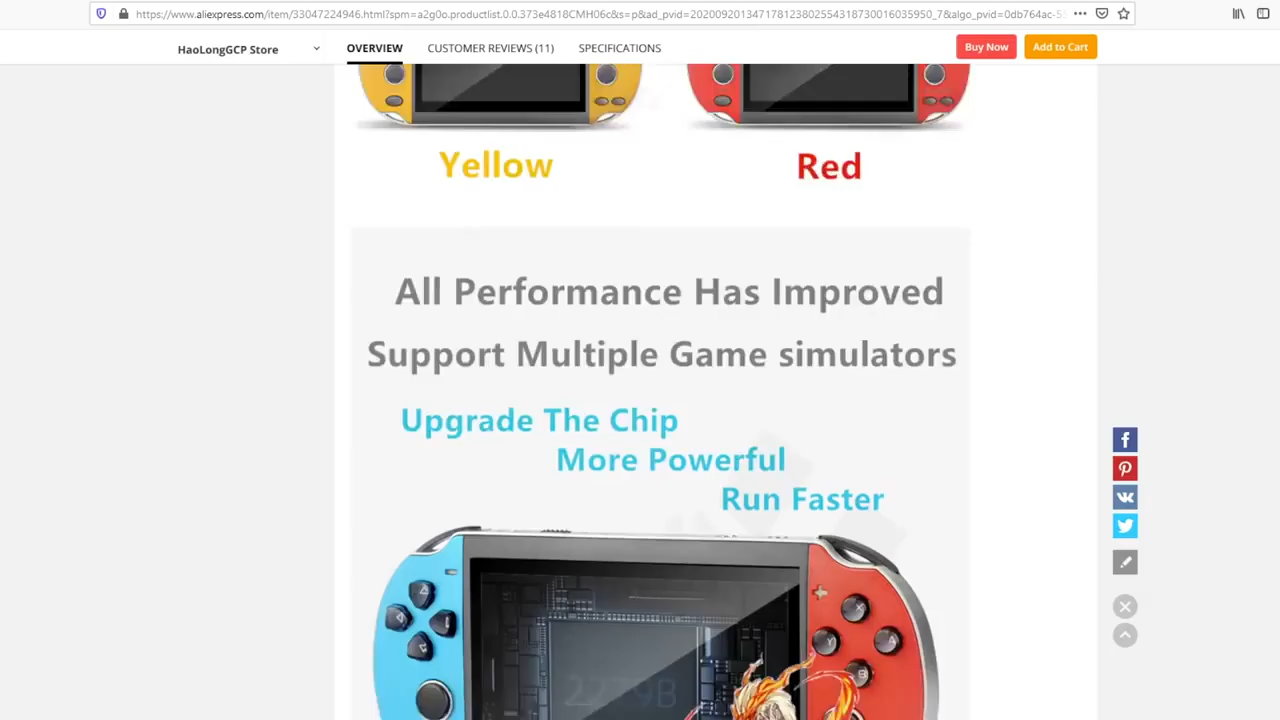 https://www.aliexpress.com/item/33047224946.html?spm=a2g0o.productlist.0.0.373e4818CMH06c&s=p&ad_pvid=202009201347178123802554318730016035950_7&algo_pvid=0db764ac-5
HaoLongGCP Store
OVERVIEW CUSTOMER REVIEWS (11) SPECIFICATIONS
Buy Now Add to Cart
Yellow Red
All Performance Has Improved
Support Multiple Game simulators
Upgrade The Chip
More Powerful
Run Faster
X
Y A
B
2279B